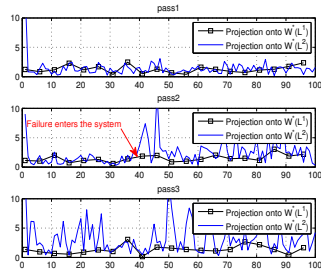 pass1
10
Projection onto W*(L¹)
Projection onto W*(L²)
5
0
0 10 20 30 40 50 60 70 80 90 100
pass2
10
Projection onto W*(L¹)
Projection onto W*(L²)
Failure enters the system
5
0
0 10 20 30 40 50 60 70 80 90 100
pass3
10
Projection onto W*(L¹)
Projection onto W*(L²)
5
0
0 10 20 30 40 50 60 70 80 90 100